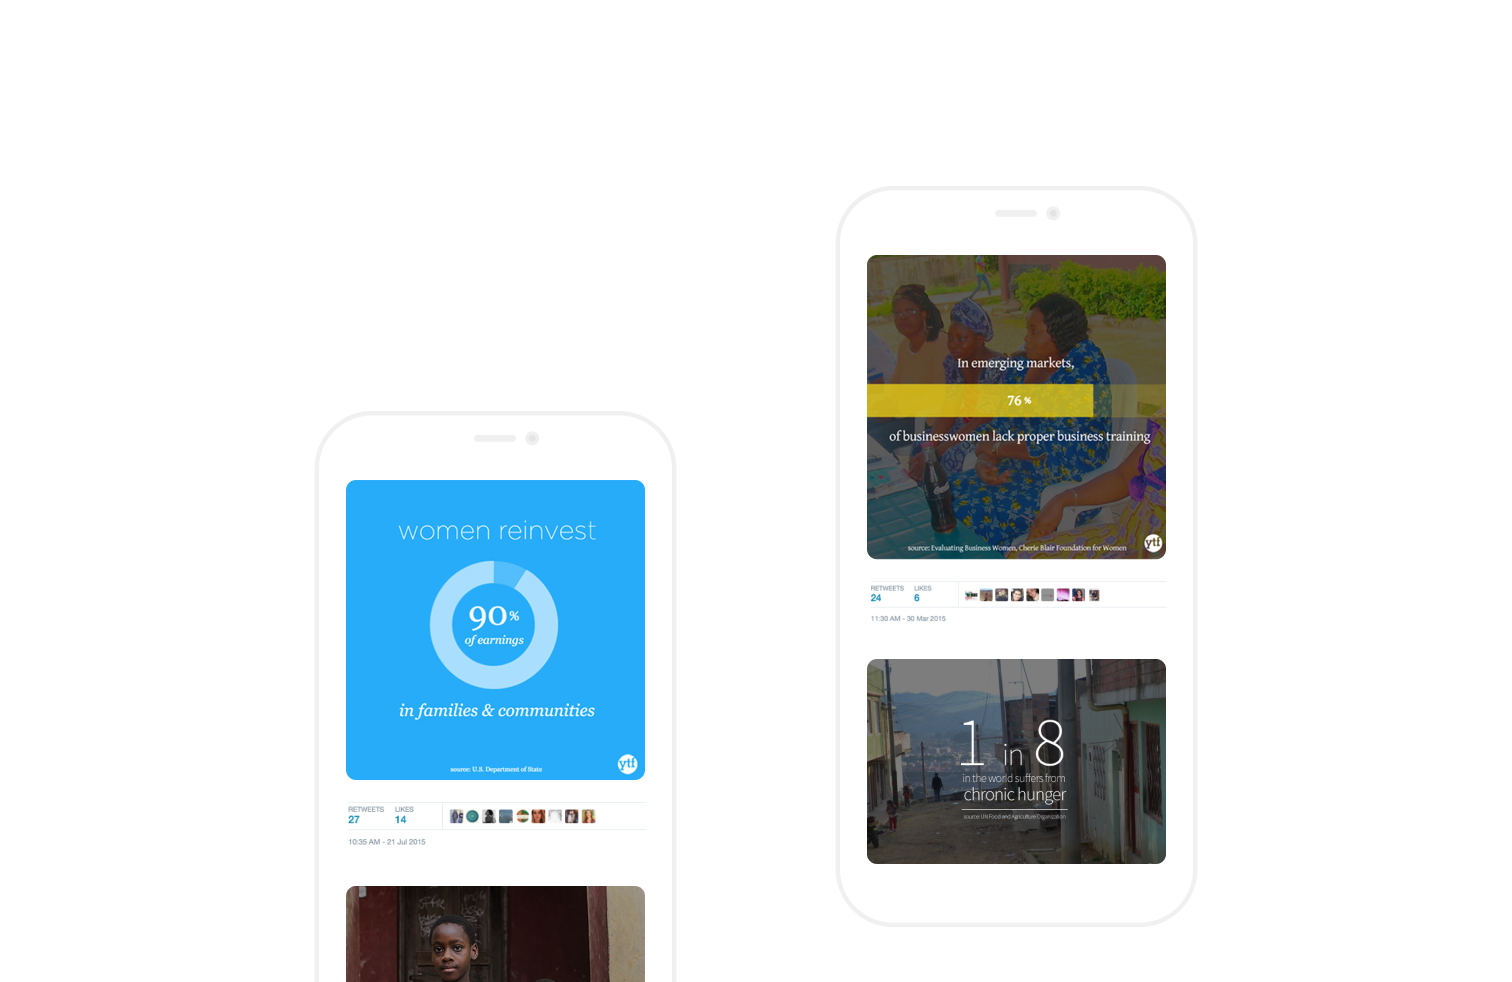 women reinvest
90%
of earnings
in families & communities
source: U.S. Department of State
ytf
RETWEETS LIKES
27 14
10:35 AM - 21 Jul 2015
In emerging markets,
76 %
of businesswomen lack proper business training
source: Evaluating Business Women, Cherie Blair Foundation for Women
ytf
RETWEETS LIKES
24 6
11:30 AM - 30 Mar 2015
1 in 8
in the world suffers from
chronic hunger
source: UN Food and Agriculture Organization